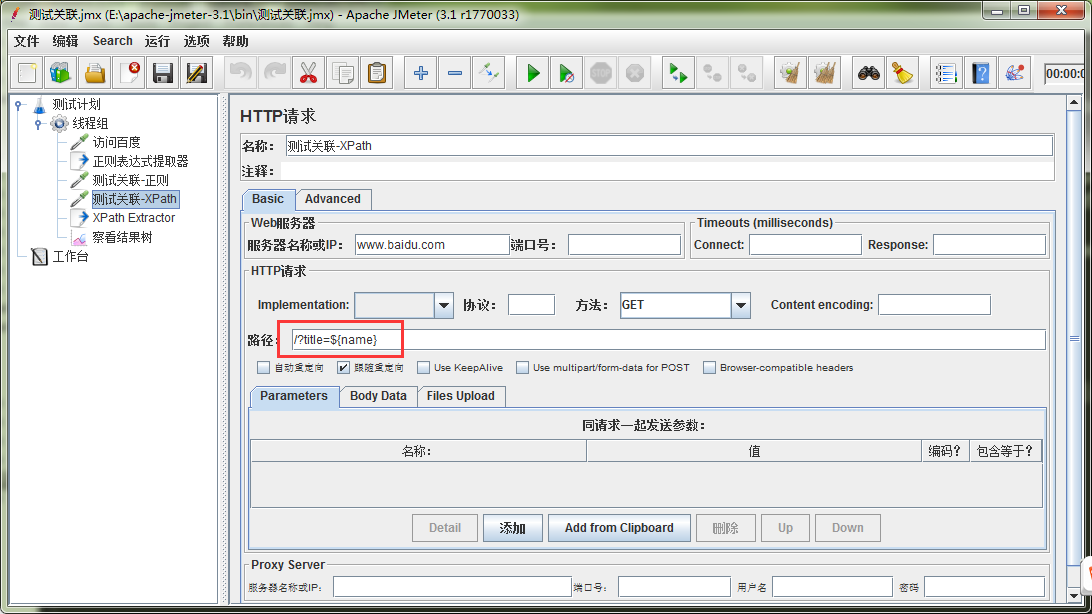 测试关联.jmx (E:\apache-jmeter-3.1\bin\测试关联.jmx) - Apache JMeter (3.1 r1770033)
文件 编辑 Search 运行 选项 帮助
00:00:0
测试计划
线程组
访问百度
正则表达式提取器
测试关联-正则
测试关联-XPath
XPath Extractor
察看结果树
工作台
HTTP请求
名称: 测试关联-XPath
注释:
Basic Advanced
Web服务器
服务器名称或IP: www.baidu.com 端口号:
Timeouts (milliseconds)
Connect: Response:
HTTP请求
Implementation: 协议: 方法: GET Content encoding:
路径: /?title=${name}
自动重定向 跟随重定向 Use KeepAlive Use multipart/form-data for POST Browser-compatible headers
Parameters Body Data Files Upload
同请求一起发送参数:
名称: 值 编码? 包含等于?
Detail 添加 Add from Clipboard 删除 Up Down
Proxy Server
服务器名称或IP: 端口号: 用户名 密码